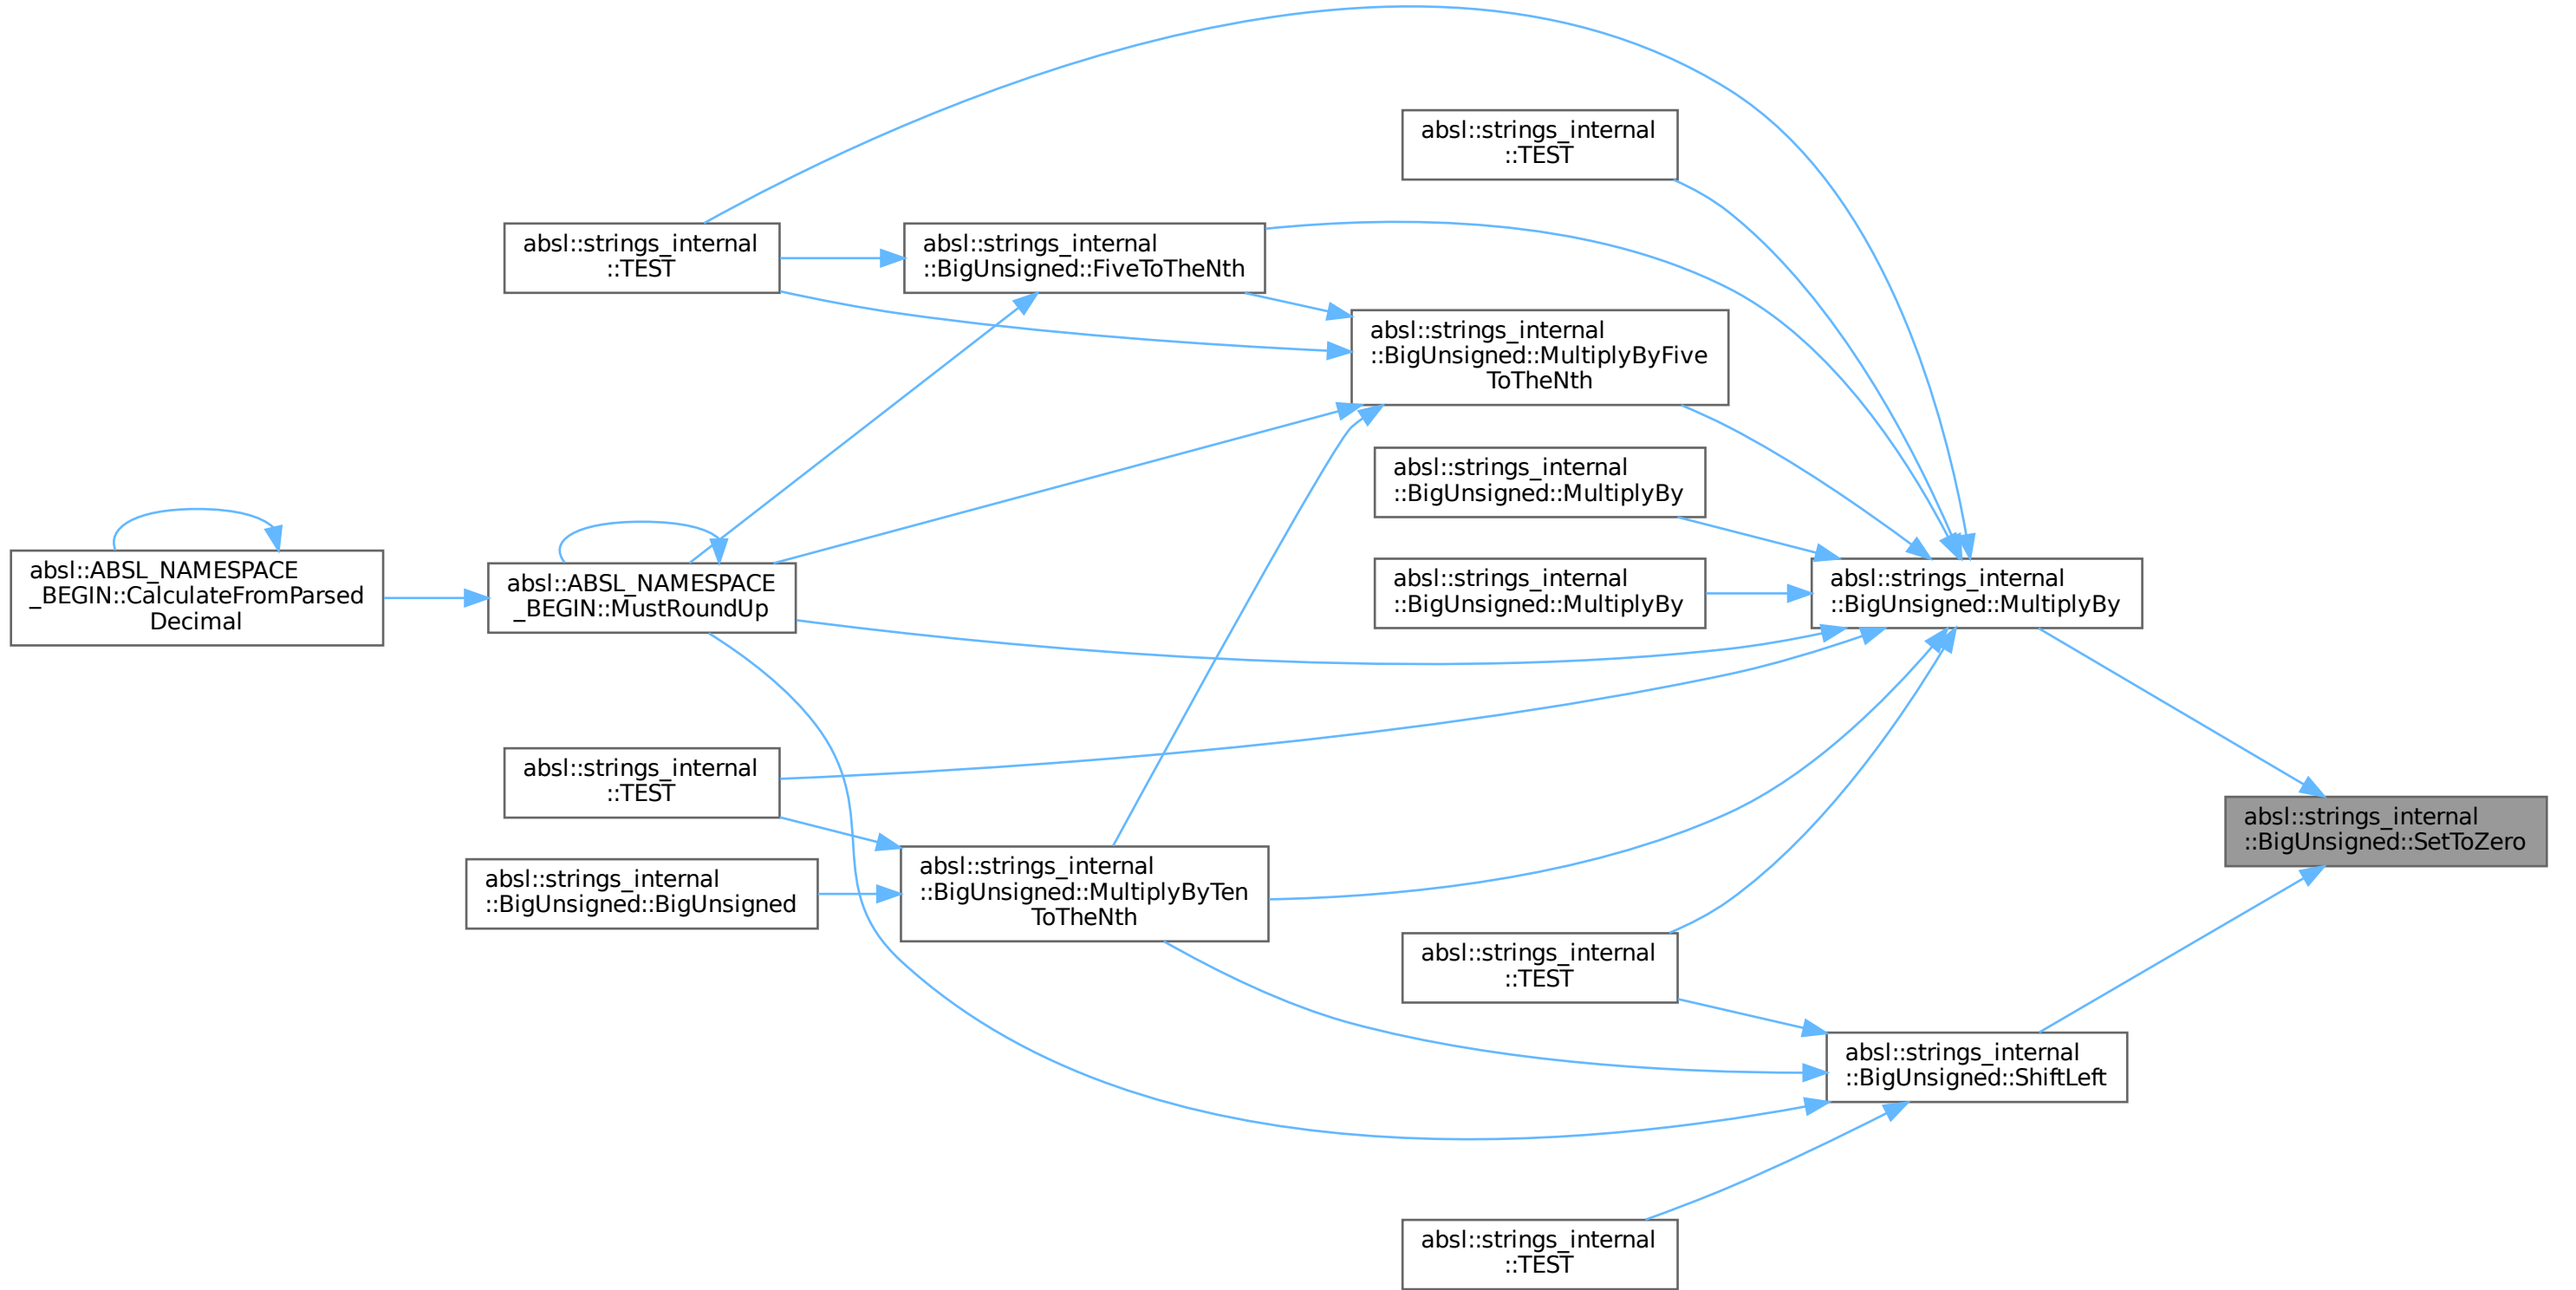 absl::strings_internal
::TEST
absl::strings_internal
::TEST
absl::strings_internal
::BigUnsigned::FiveToTheNth
absl::strings_internal
::BigUnsigned::MultiplyByFive
ToTheNth
absl::strings_internal
::BigUnsigned::MultiplyBy
absl::ABSL_NAMESPACE
_BEGIN::CalculateFromParsed
Decimal
absl::ABSL_NAMESPACE
_BEGIN::MustRoundUp
absl::strings_internal
::BigUnsigned::MultiplyBy
absl::strings_internal
::BigUnsigned::MultiplyBy
absl::strings_internal
::TEST
absl::strings_internal
::BigUnsigned::SetToZero
absl::strings_internal
::BigUnsigned::BigUnsigned
absl::strings_internal
::BigUnsigned::MultiplyByTen
ToTheNth
absl::strings_internal
::TEST
absl::strings_internal
::BigUnsigned::ShiftLeft
absl::strings_internal
::TEST